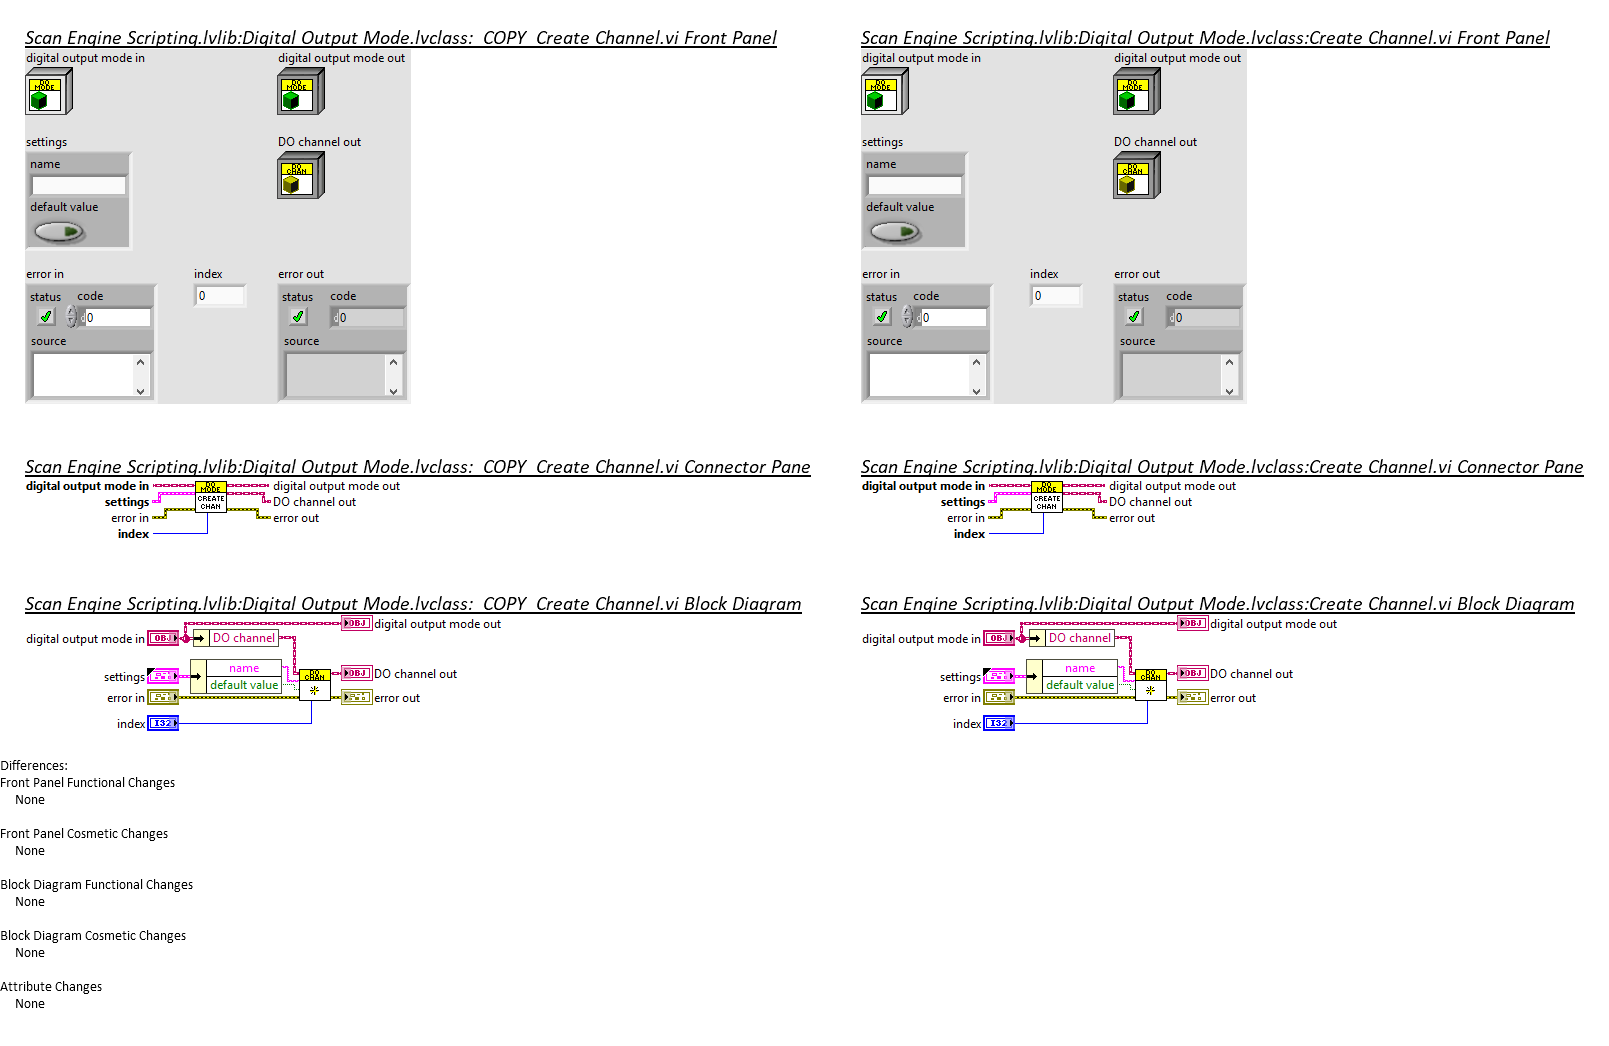 Scan Engine Scripting.lvlib:Digital Output Mode.lvclass:_COPY_Create Channel.vi Front Panel
digital output mode in
digital output mode out
DO
MODE
DO
MODE
settings
DO channel out
name
DO
CHAN
default value
error in
index
error out
status
code
0
status
code
d
0
d
0
source
source
Scan Engine Scripting.lvlib:Digital Output Mode.lvclass:Create Channel.vi Front Panel
digital output mode in
digital output mode out
DO
MODE
DO
MODE
settings
DO channel out
name
DO
CHAN
default value
error in
index
error out
status
code
0
status
code
d
0
d
0
source
source
Scan Engine Scripting.lvlib:Digital Output Mode.lvclass:_COPY_Create Channel.vi Connector Pane
digital output mode in
DO
MODE
digital output mode out
settings
CREATE
CHAN
DO channel out
error in
error out
index
Scan Engine Scripting.lvlib:Digital Output Mode.lvclass:Create Channel.vi Connector Pane
digital output mode in
DO
MODE
digital output mode out
settings
CREATE
CHAN
DO channel out
error in
error out
index
Scan Engine Scripting.lvlib:Digital Output Mode.lvclass:_COPY_Create Channel.vi Block Diagram
OBJ
digital output mode out
digital output mode in
OBJ
DO channel
settings
name
default value
DO
CHAN
OBJ
DO channel out
error in
error out
index
I32
Scan Engine Scripting.lvlib:Digital Output Mode.lvclass:Create Channel.vi Block Diagram
OBJ
digital output mode out
digital output mode in
OBJ
DO channel
settings
name
default value
DO
CHAN
OBJ
DO channel out
error in
error out
index
I32
Differences:
Front Panel Functional Changes
None
Front Panel Cosmetic Changes
None
Block Diagram Functional Changes
None
Block Diagram Cosmetic Changes
None
Attribute Changes
None